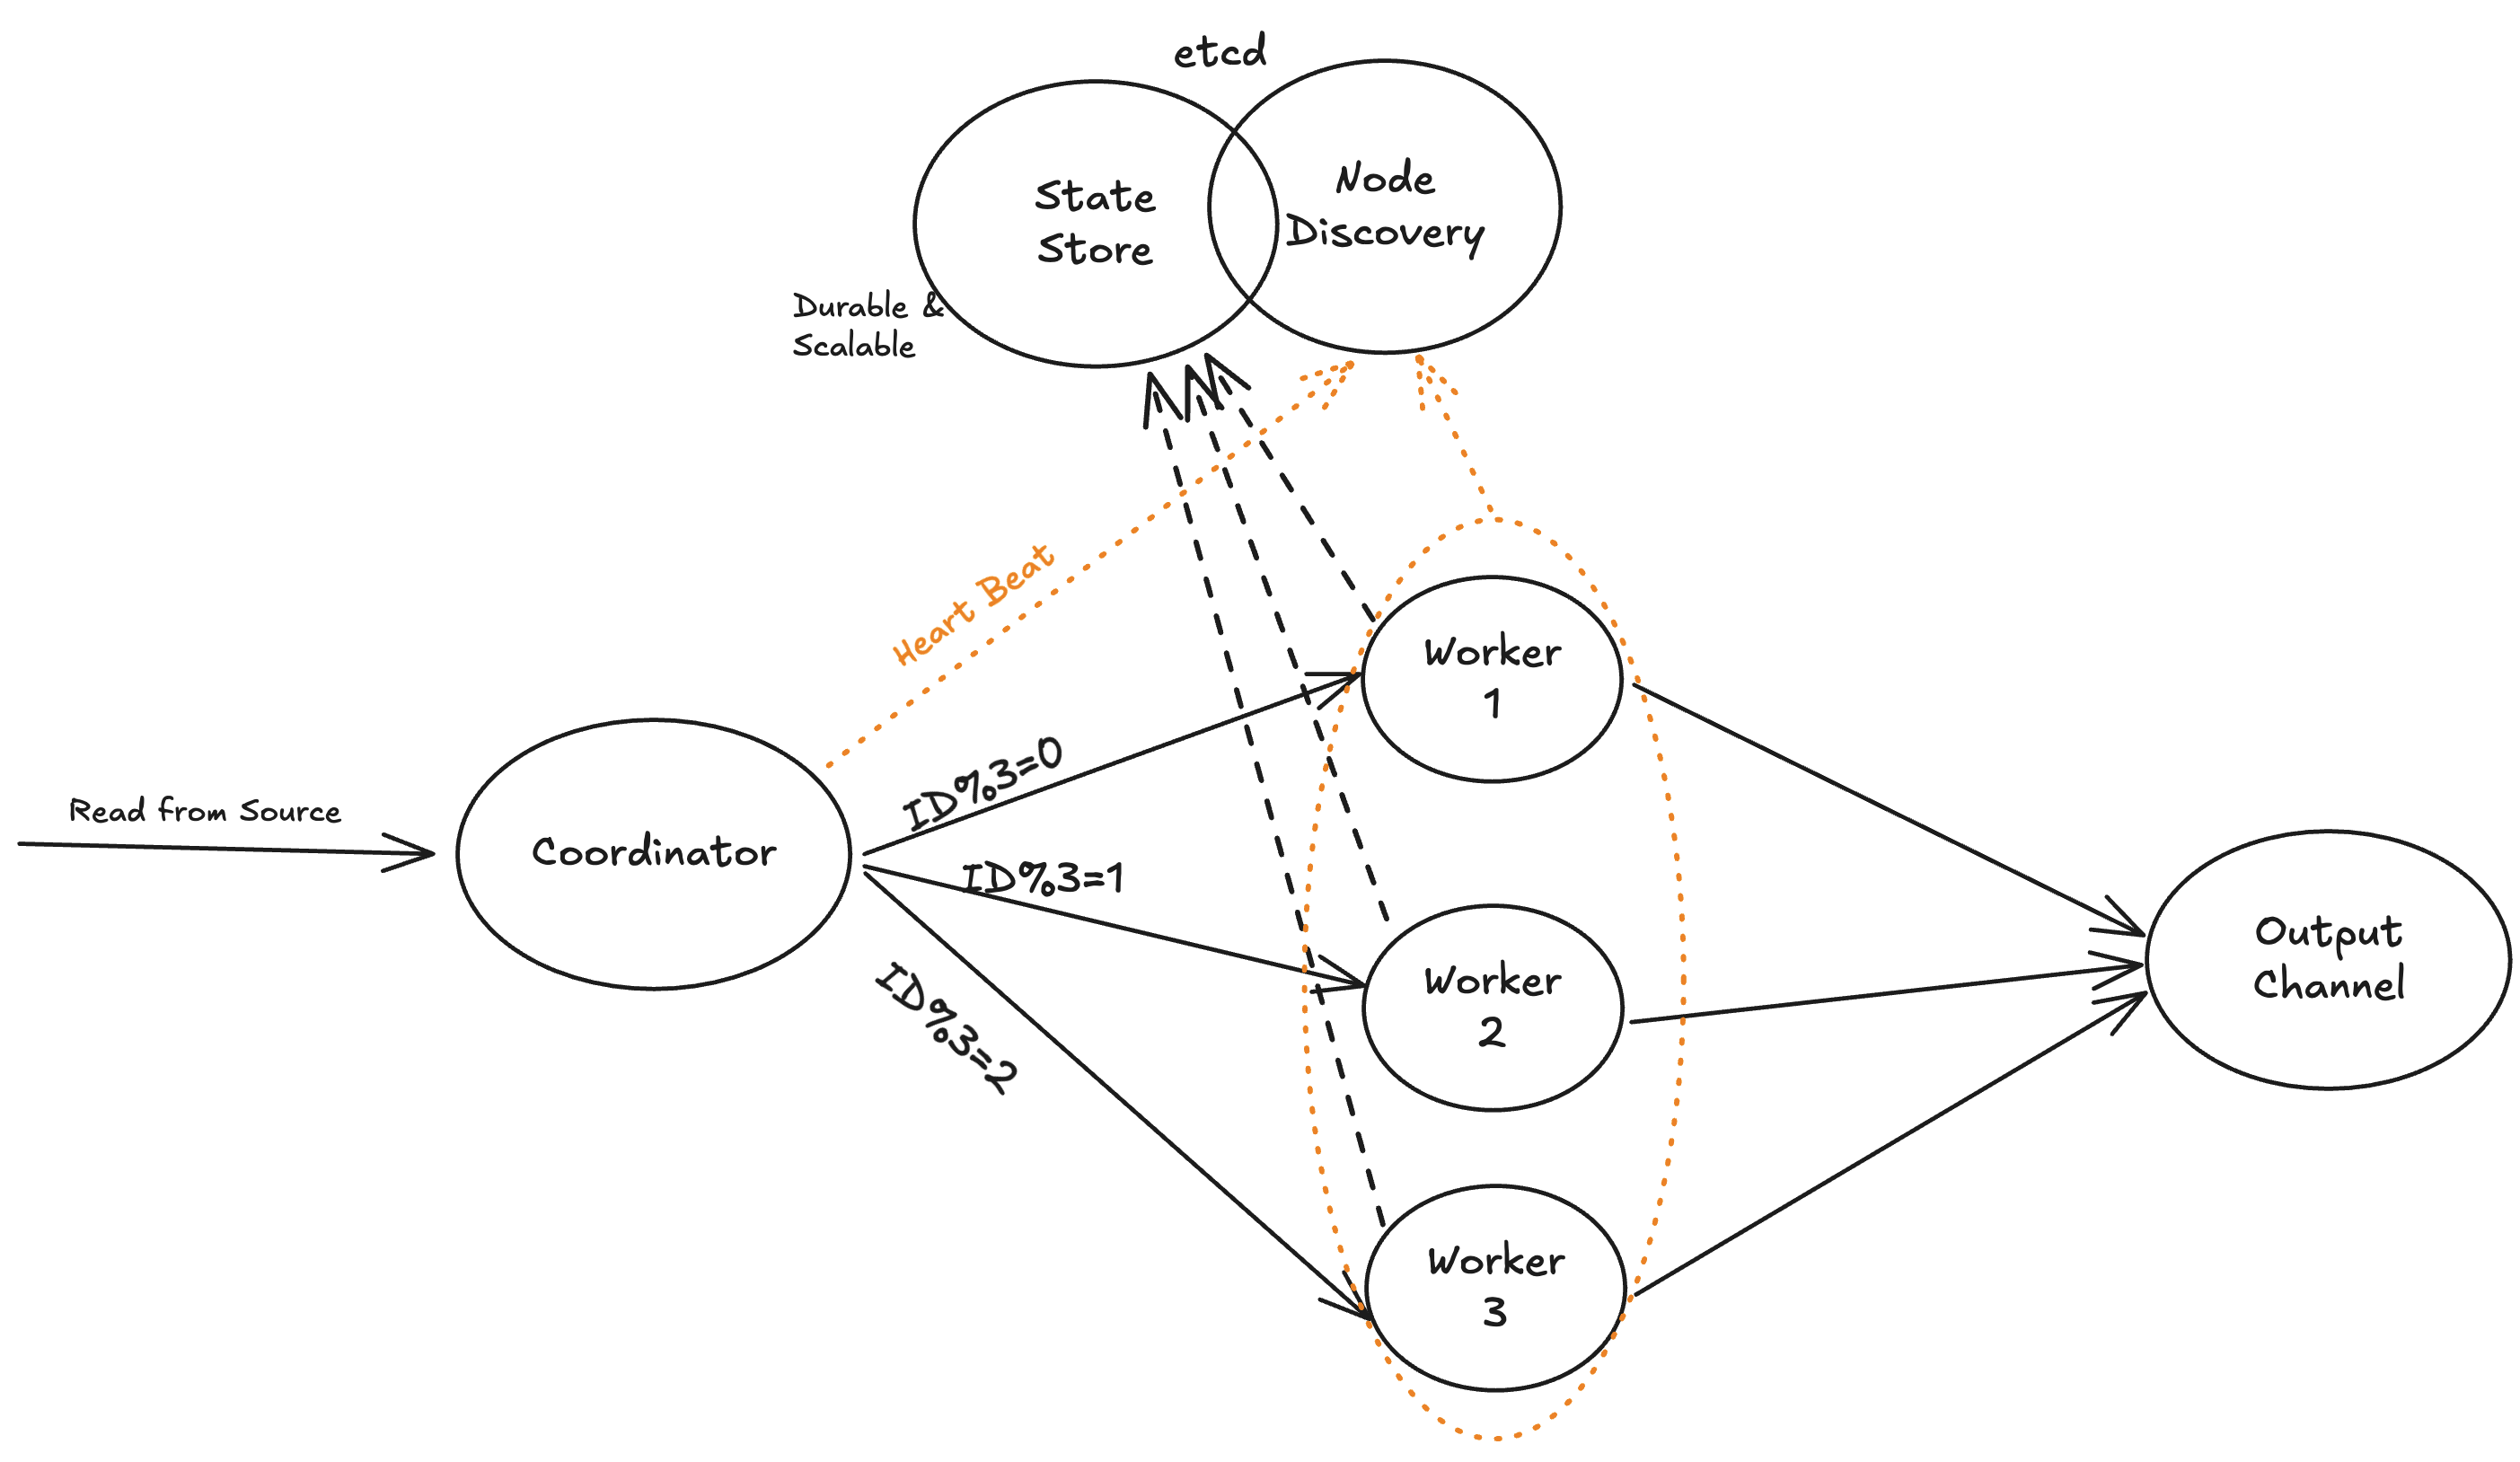 etcd
State
Store
Node
Discovery
Durable &
Scalable
Heart Beat
Read from Source
Coordinator
ID%3=0
ID%3=1
ID%3=2
Worker
1
Worker
2
Worker
3
Output
Channel